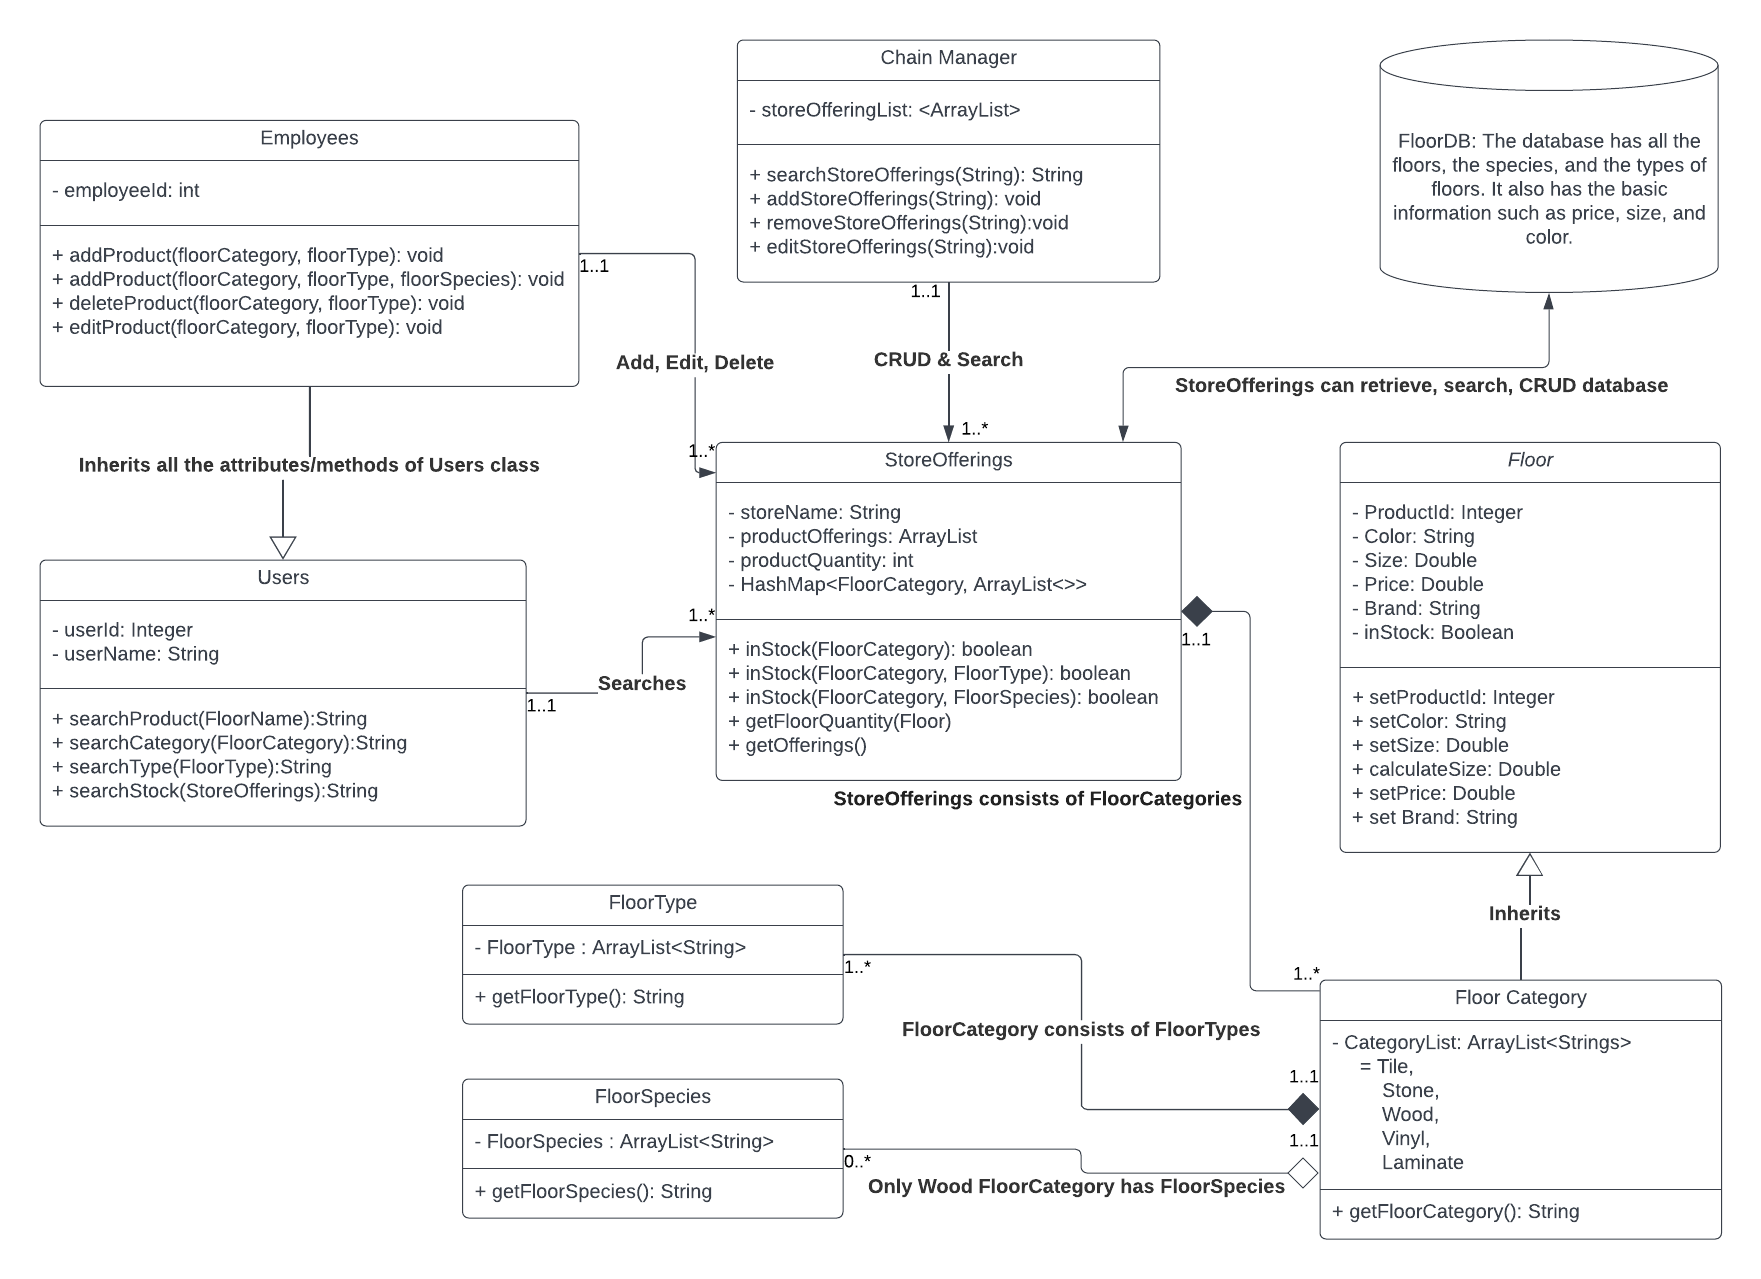 Chain Manager
- storeOfferingList: <ArrayList>
+ searchStoreOfferings(String): String
+ addStoreOfferings(String): void
+ removeStoreOfferings(String):void
+ editStoreOfferings(String):void
1..1
CRUD & Search
1..*
FloorDB: The database has all the
floors, the species, and the types of
floors. It also has the basic
information such as price, size, and
color.
StoreOfferings can retrieve, search, CRUD database
Employees
- employeeId: int
+ addProduct(floorCategory, floorType): void
+ addProduct(floorCategory, floorType, floorSpecies): void
+ deleteProduct(floorCategory, floorType): void
+ editProduct(floorCategory, floorType): void
1..1
Add, Edit, Delete
1..*
Inherits all the attributes/methods of Users class
Users
- userId: Integer
- userName: String
+ searchProduct(FloorName):String
+ searchCategory(FloorCategory):String
+ searchType(FloorType):String
+ searchStock(StoreOfferings):String
1..1
Searches
1..*
StoreOfferings
- storeName: String
- productOfferings: ArrayList
- productQuantity: int
- HashMap<FloorCategory, ArrayList<>>
+ inStock(FloorCategory): boolean
+ inStock(FloorCategory, FloorType): boolean
+ inStock(FloorCategory, FloorSpecies): boolean
+ getFloorQuantity(Floor)
+ getOfferings()
1..1
StoreOfferings consists of FloorCategories
1..*
Floor
- ProductId: Integer
- Color: String
- Size: Double
- Price: Double
- Brand: String
- inStock: Boolean
+ setProductId: Integer
+ setColor: String
+ setSize: Double
+ calculateSize: Double
+ setPrice: Double
+ set Brand: String
Inherits
FloorType
- FloorType : ArrayList<String>
+ getFloorType(): String
1..*
FloorCategory consists of FloorTypes
1..1
FloorSpecies
- FloorSpecies : ArrayList<String>
+ getFloorSpecies(): String
0..*
Only Wood FloorCategory has FloorSpecies
1..1
Floor Category
- CategoryList: ArrayList<Strings>
= Tile,
Stone,
Wood,
Vinyl,
Laminate
+ getFloorCategory(): String